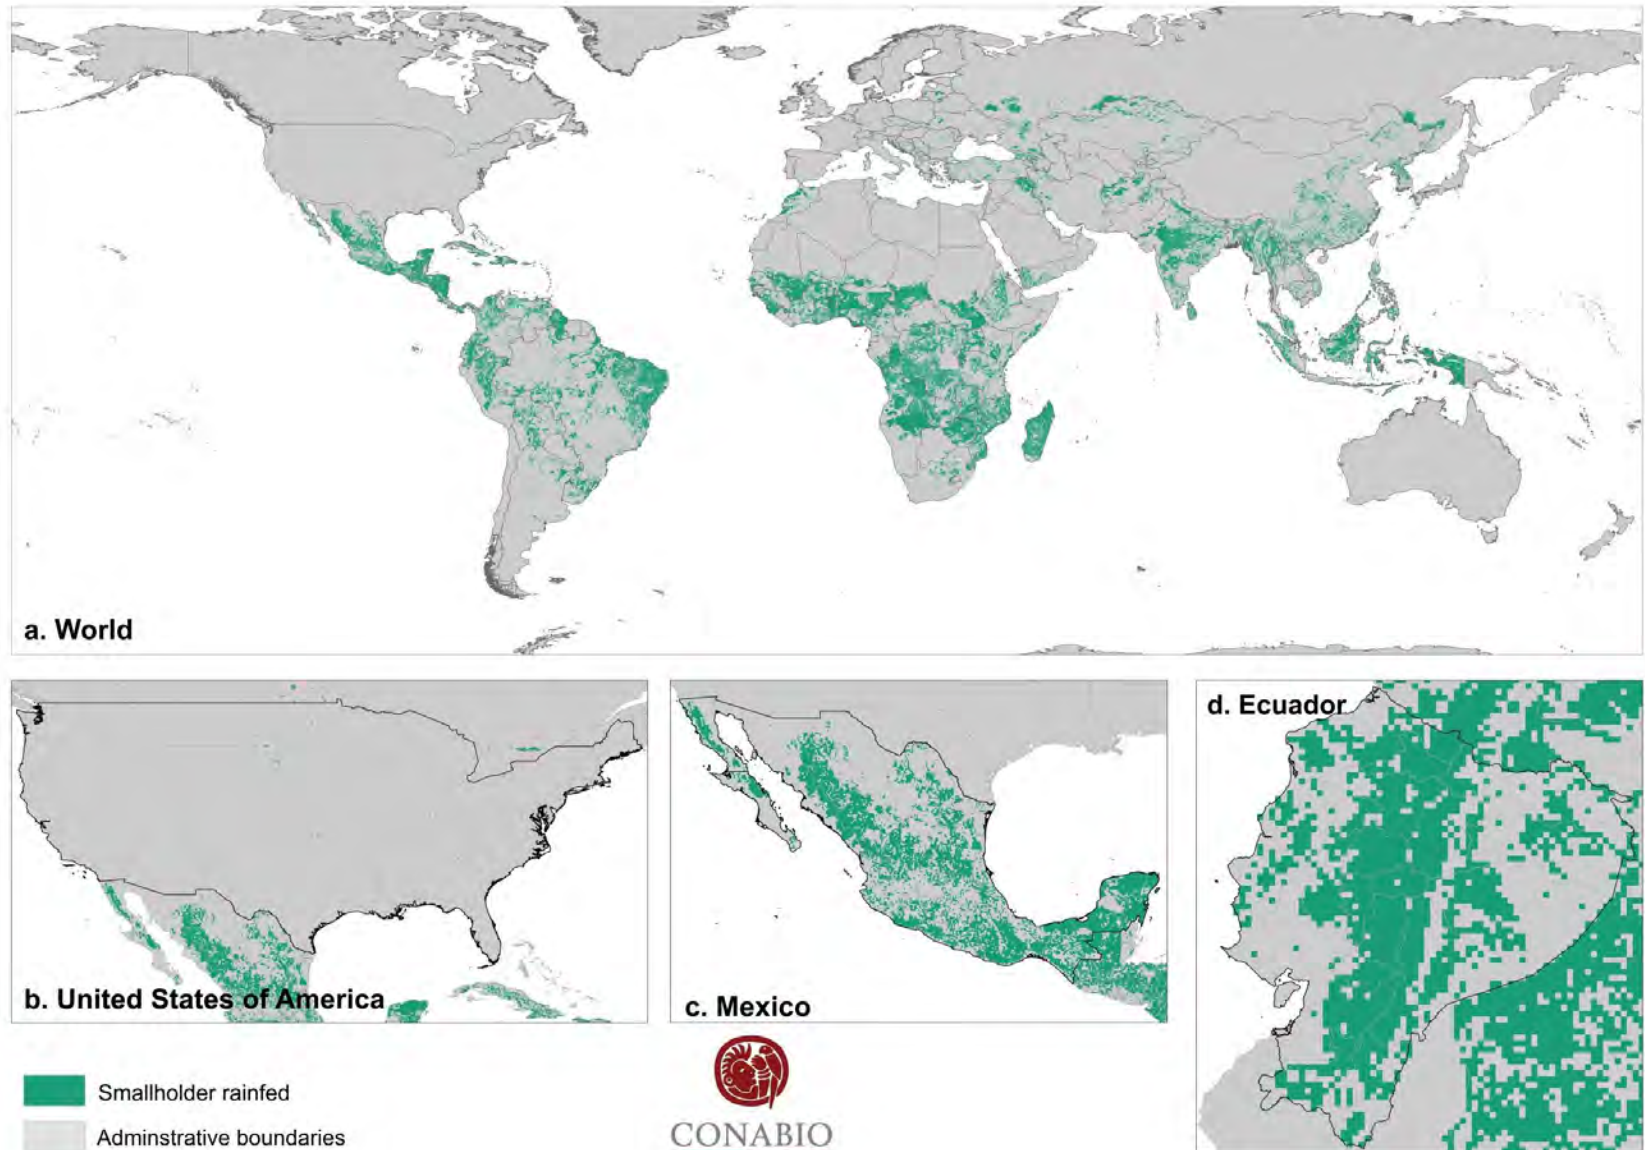 a. World
b. United States of America
c. Mexico
d. Ecuador
Smallholder rainfed
Adminstrative boundaries
CONABIO